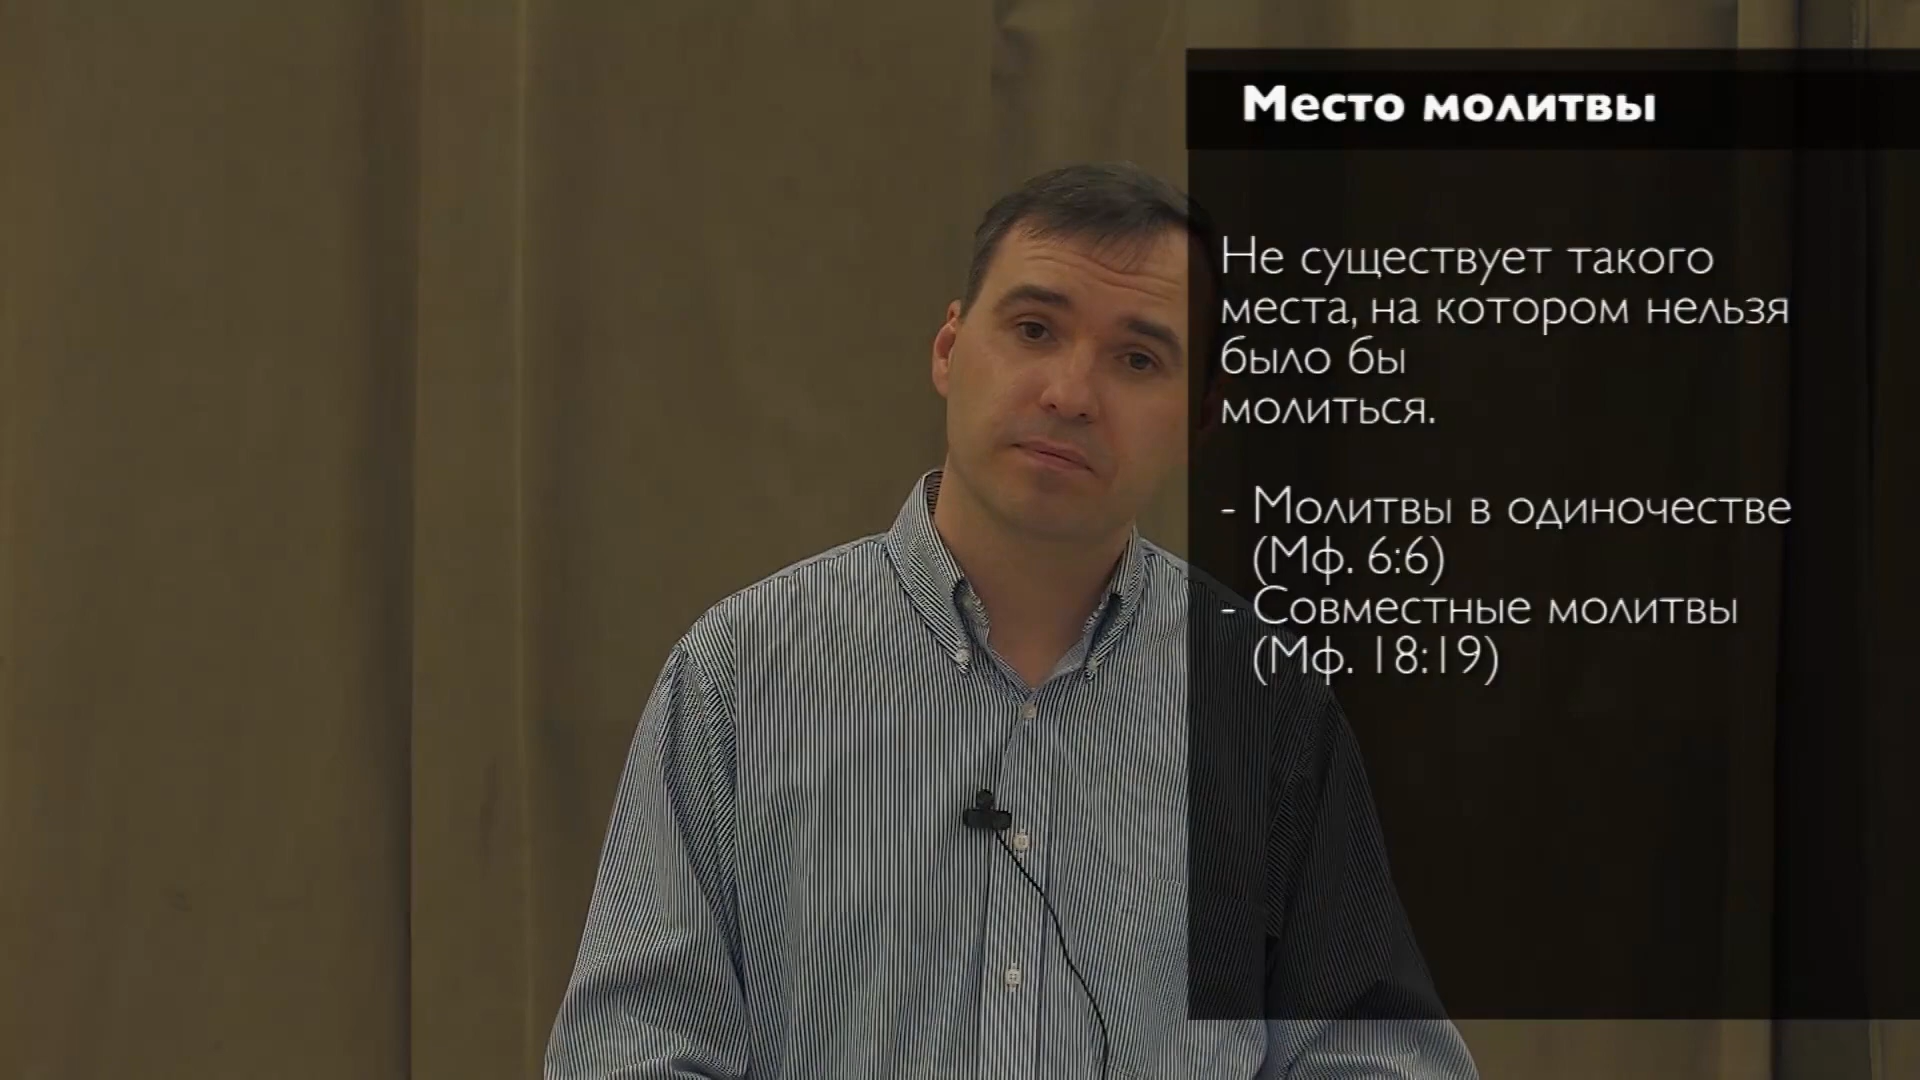 Место молитвы
Не существует такого
места, на котором нельзя
было бы
молиться.
- Молитвы в одиночестве
(Мф. 6:6)
- Совместные молитвы
(Мф. 18:19)